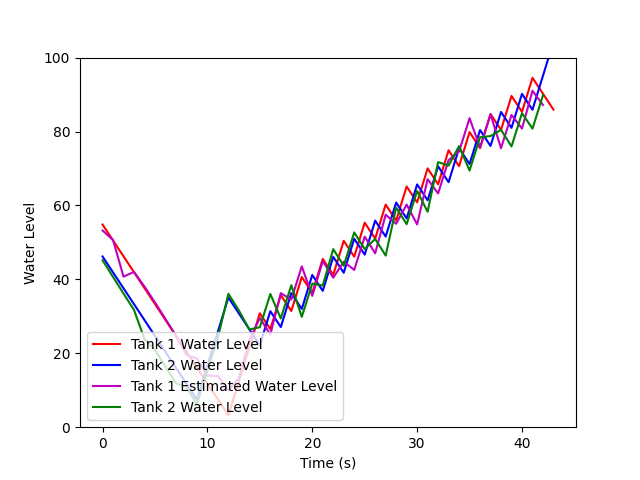 100
80
60
40
20
0
Water Level
Tank 1 Water Level
Tank 2 Water Level
Tank 1 Estimated Water Level
Tank 2 Water Level
0 10 20 30 40
Time (s)